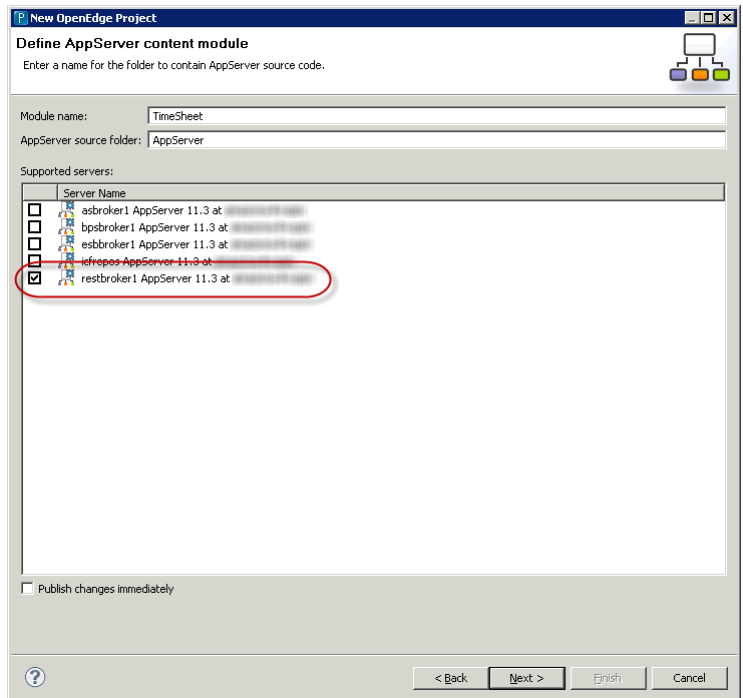 New OpenEdge Project
Define AppServer content module
Enter a name for the folder to contain AppServer source code.
Module name: TimeSheet
AppServer source folder: AppServer
Supported servers:
Server Name
asbroker1 AppServer 11.3 at
bpsbroker1 AppServer 11.3 at
esbbroker1 AppServer 11.3 at
icfrepos AppServer 11.3 at
restbroker1 AppServer 11.3 at
Publish changes immediately
? < Back Next > Finish Cancel